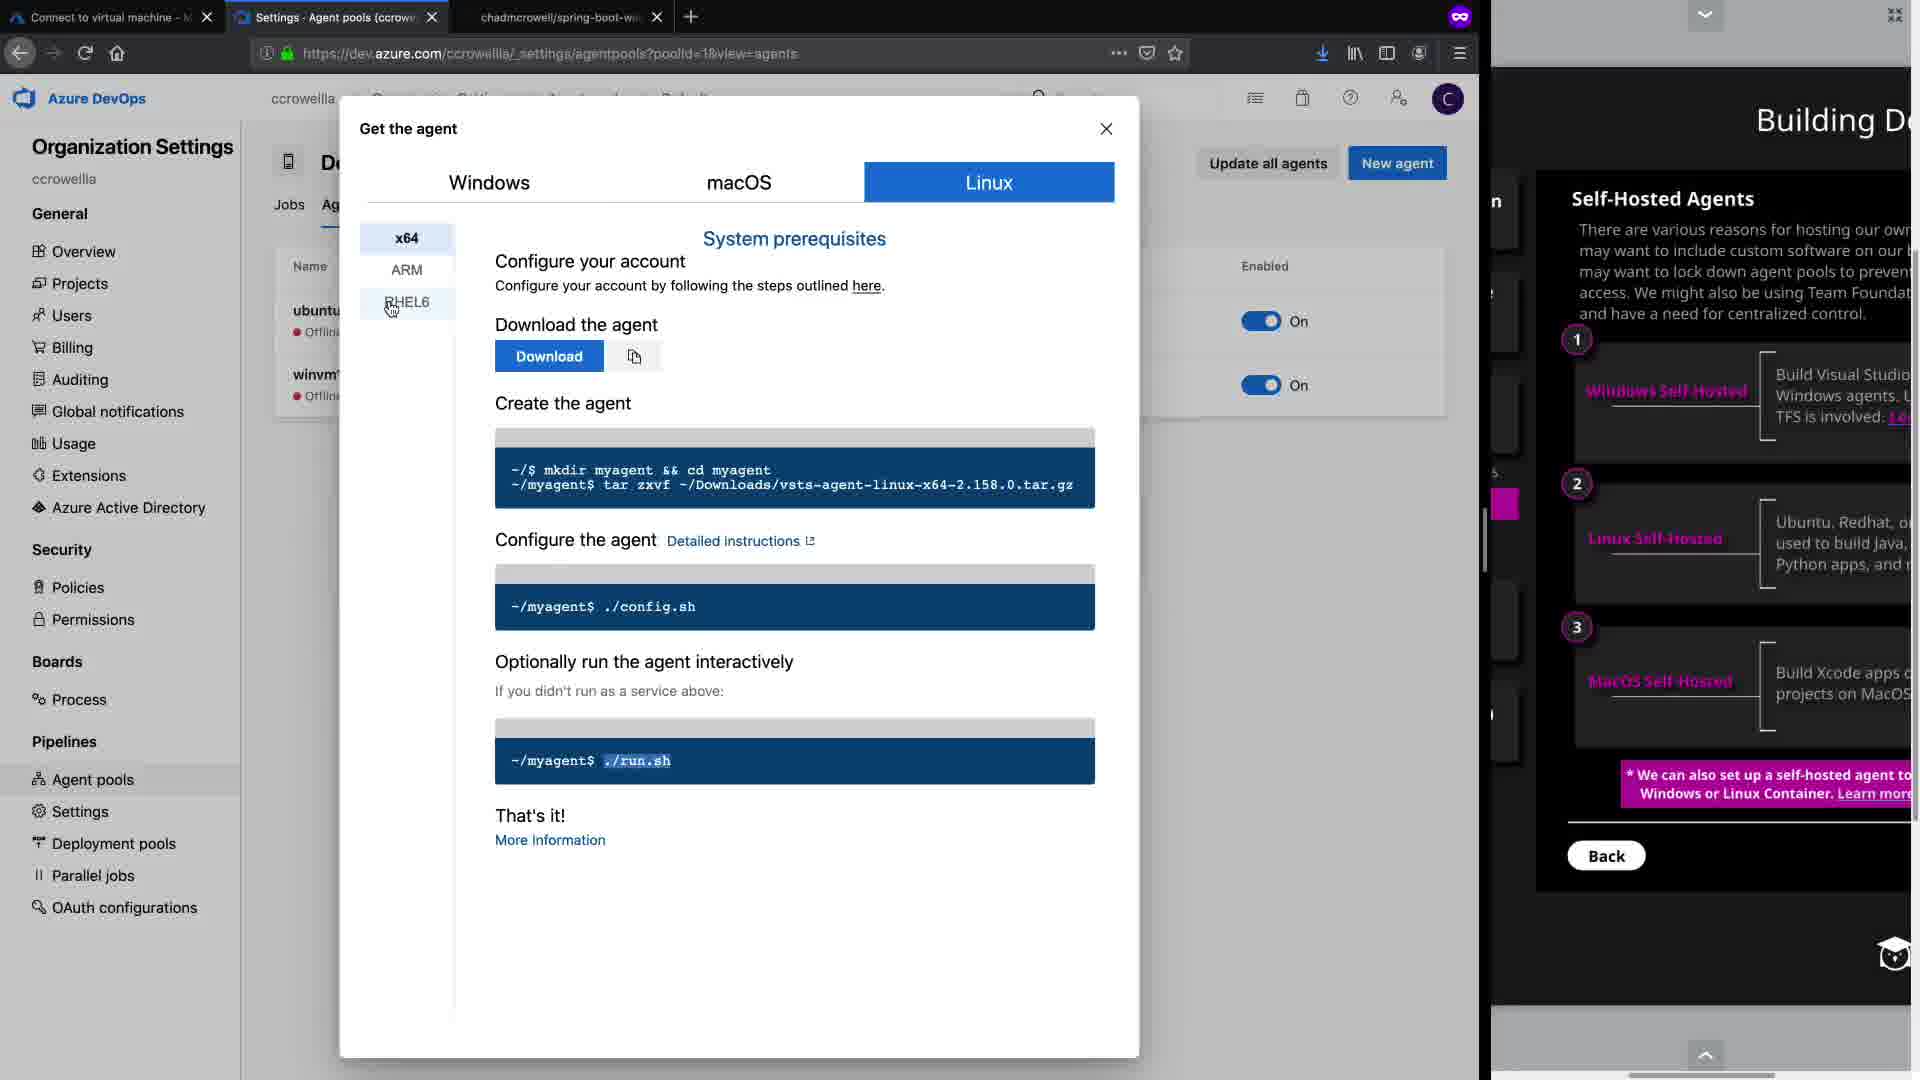 Connect to virtual machine - M
Settings - Agent pools (ccrowe
chadmcrowell/spring-boot-w
https://dev.azure.com/ccrowellla/_settings/agentpools?poolId=1&view=agents
Azure DevOps
ccrowellla
C
Organization Settings
ccrowellla
General
Overview
Projects
Users
Billing
Auditing
Global notifications
Usage
Extensions
Azure Active Directory
Security
Policies
Permissions
Boards
Process
Pipelines
Agent pools
Settings
Deployment pools
Parallel jobs
OAuth configurations
De
Update all agents
New agent
Jobs
Ag
Name
Enabled
ubuntu
Offline
On
winvm
Offline
On
Get the agent
Windows
macOS
Linux
x64
ARM
RHEL6
System prerequisites
Configure your account
Configure your account by following the steps outlined here.
Download the agent
Download
Create the agent
~/$ mkdir myagent && cd myagent
~/myagent$ tar zxvf ~/Downloads/vsts-agent-linux-x64-2.158.0.tar.gz
Configure the agent Detailed instructions
~/myagent$ ./config.sh
Optionally run the agent interactively
If you didn't run as a service above:
~/myagent$ ./run.sh
That's it!
More Information
Building De
Self-Hosted Agents
There are various reasons for hosting our own
may want to include custom software on our b
may want to lock down agent pools to preven
access. We might also be using Team Foundat
and have a need for centralized control.
1
Windows Self-Hosted
Build Visual Studio
Windows agents. U
TFS is involved. Le
2
Linux Self-Hosted
Ubuntu, Redhat, o
used to build Java,
Python apps, and
3
MacOS Self-Hosted
Build Xcode apps o
projects on MacOS
* We can also set up a self-hosted agent to
Windows or Linux Container. Learn more
Back